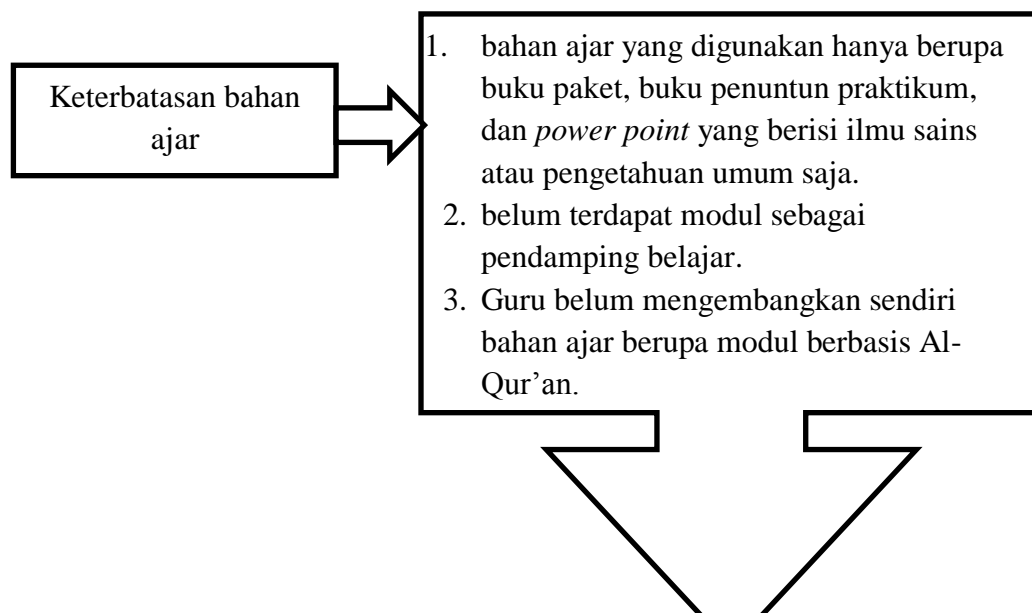 Keterbatasan bahan
ajar
1. bahan ajar yang digunakan hanya berupa
buku paket, buku penuntun praktikum,
dan power point yang berisi ilmu sains
atau pengetahuan umum saja.
2. belum terdapat modul sebagai
pendamping belajar.
3. Guru belum mengembangkan sendiri
bahan ajar berupa modul berbasis Al-
Qur’an.